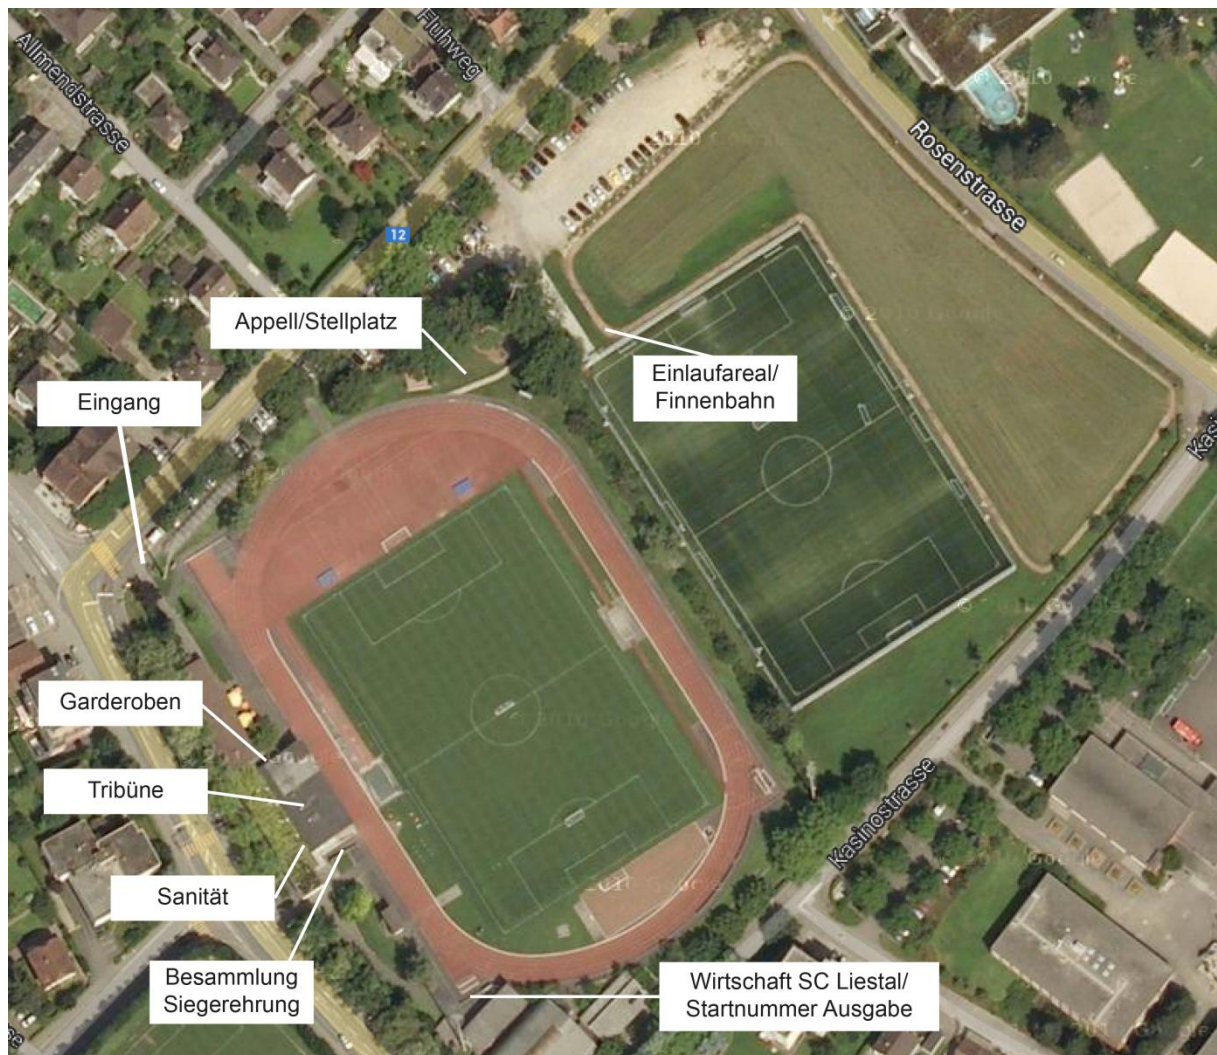 Allmendstrasse
Fluhweg
Rosenstrasse
12
Appell/Stellplatz
Einlaufareal/
Finnenbahn
Eingang
Garderoben
Tribüne
Kasinostrasse
Sanität
Besammlung
Siegerehrung
Wirtschaft SC Liestal/
Startnummer Ausgabe